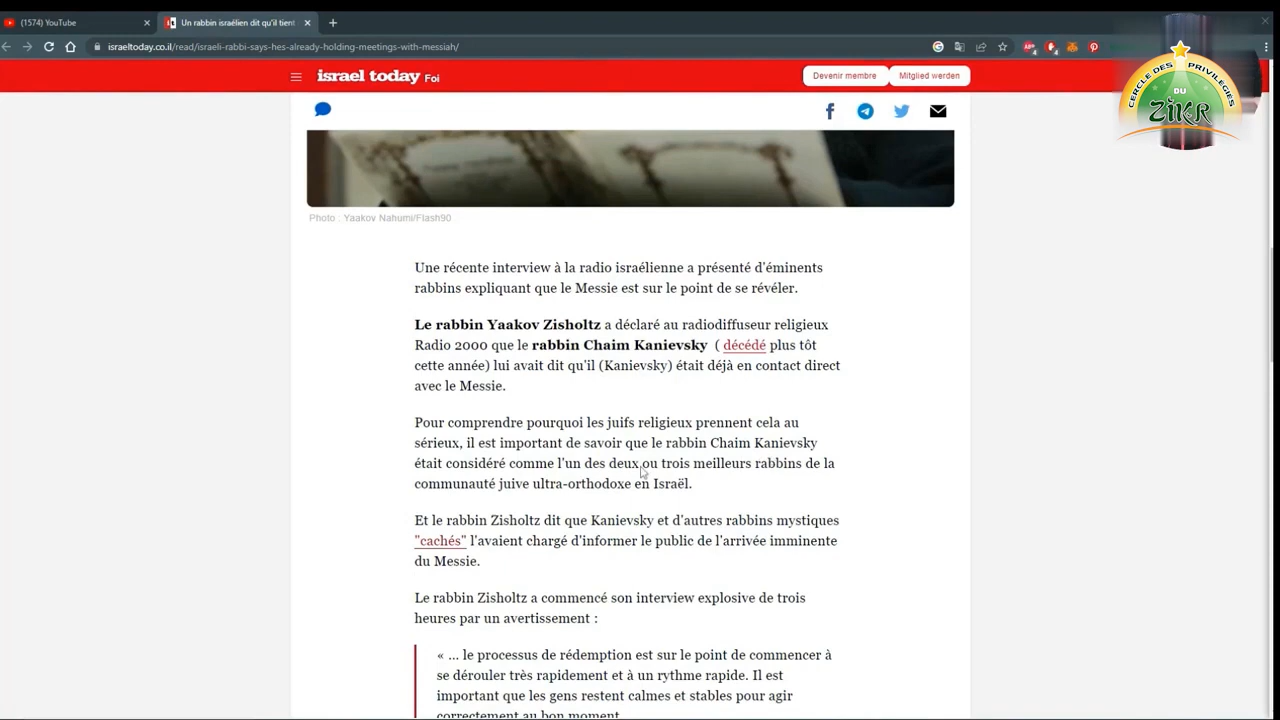 (1574) YouTube
Un rabbin israélien dit qu'il tient
israeltoday.co.il/read/israeli-rabbi-says-hes-already-holding-meetings-with-messiah/
israel today Foi
Devenir membre
Mitglied werden
CERCLE DES PRIVILEGIÉS
DU
ZIKR
Photo : Yaakov Nahumi/Flash90
Une récente interview à la radio israélienne a présenté d'éminents
rabbins expliquant que le Messie est sur le point de se révéler.
Le rabbin Yaakov Zisholtz a déclaré au radiodiffuseur religieux
Radio 2000 que le rabbin Chaim Kanievsky ( décédé plus tôt
cette année) lui avait dit qu'il (Kanievsky) était déjà en contact direct
avec le Messie.
Pour comprendre pourquoi les juifs religieux prennent cela au
sérieux, il est important de savoir que le rabbin Chaim Kanievsky
était considéré comme l'un des deux ou trois meilleurs rabbins de la
communauté juive ultra-orthodoxe en Israël.
Et le rabbin Zisholtz dit que Kanievsky et d'autres rabbins mystiques
"cachés" l'avaient chargé d'informer le public de l'arrivée imminente
du Messie.
Le rabbin Zisholtz a commencé son interview explosive de trois
heures par un avertissement :
« ... le processus de rédemption est sur le point de commencer à
se dérouler très rapidement et à un rythme rapide. Il est
important que les gens restent calmes et stables pour agir
correctement au bon moment